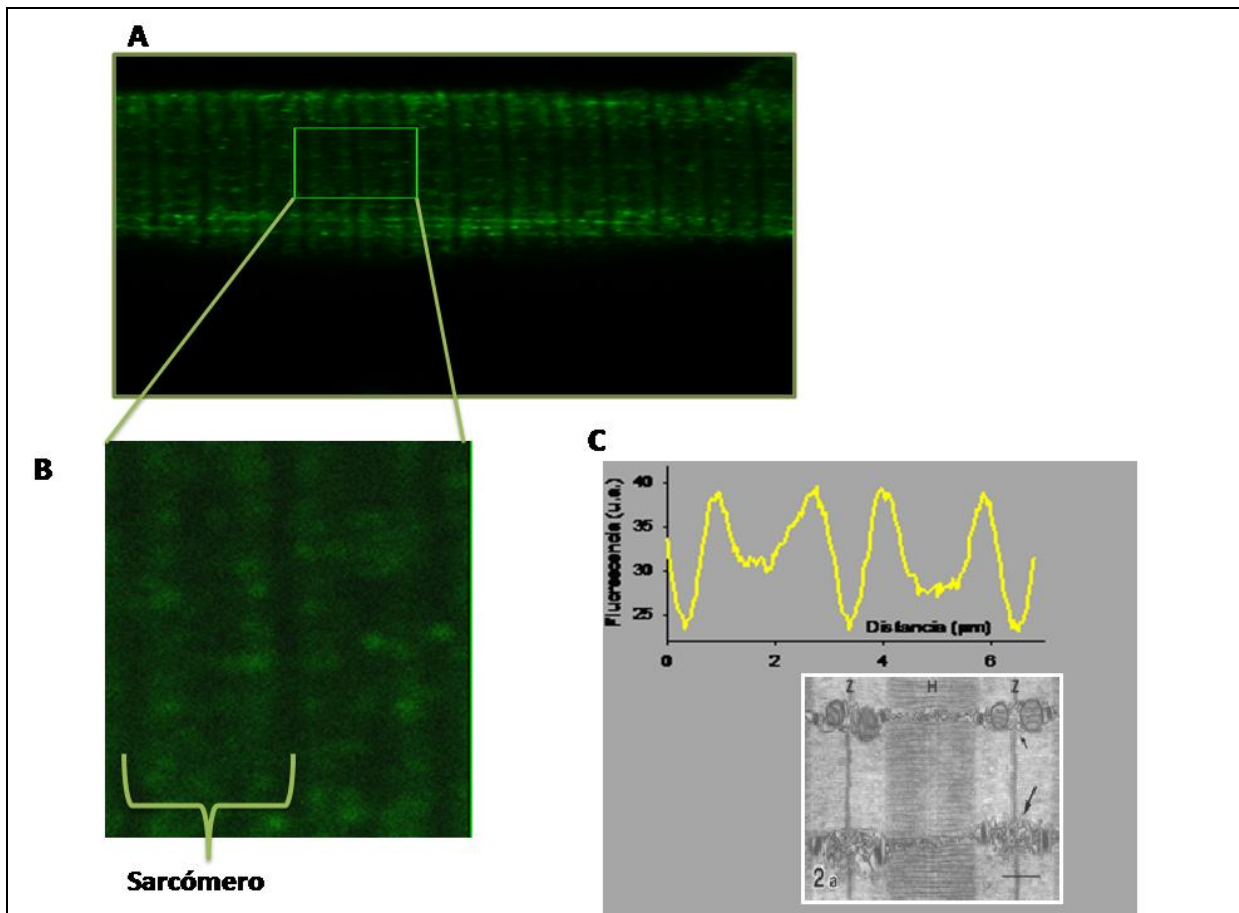 A
B
Sarcómero
C
Fluorescencia (u.a.)
40
35
30
25
Distancia (µm)
0 2 4 6
Z H Z
2a